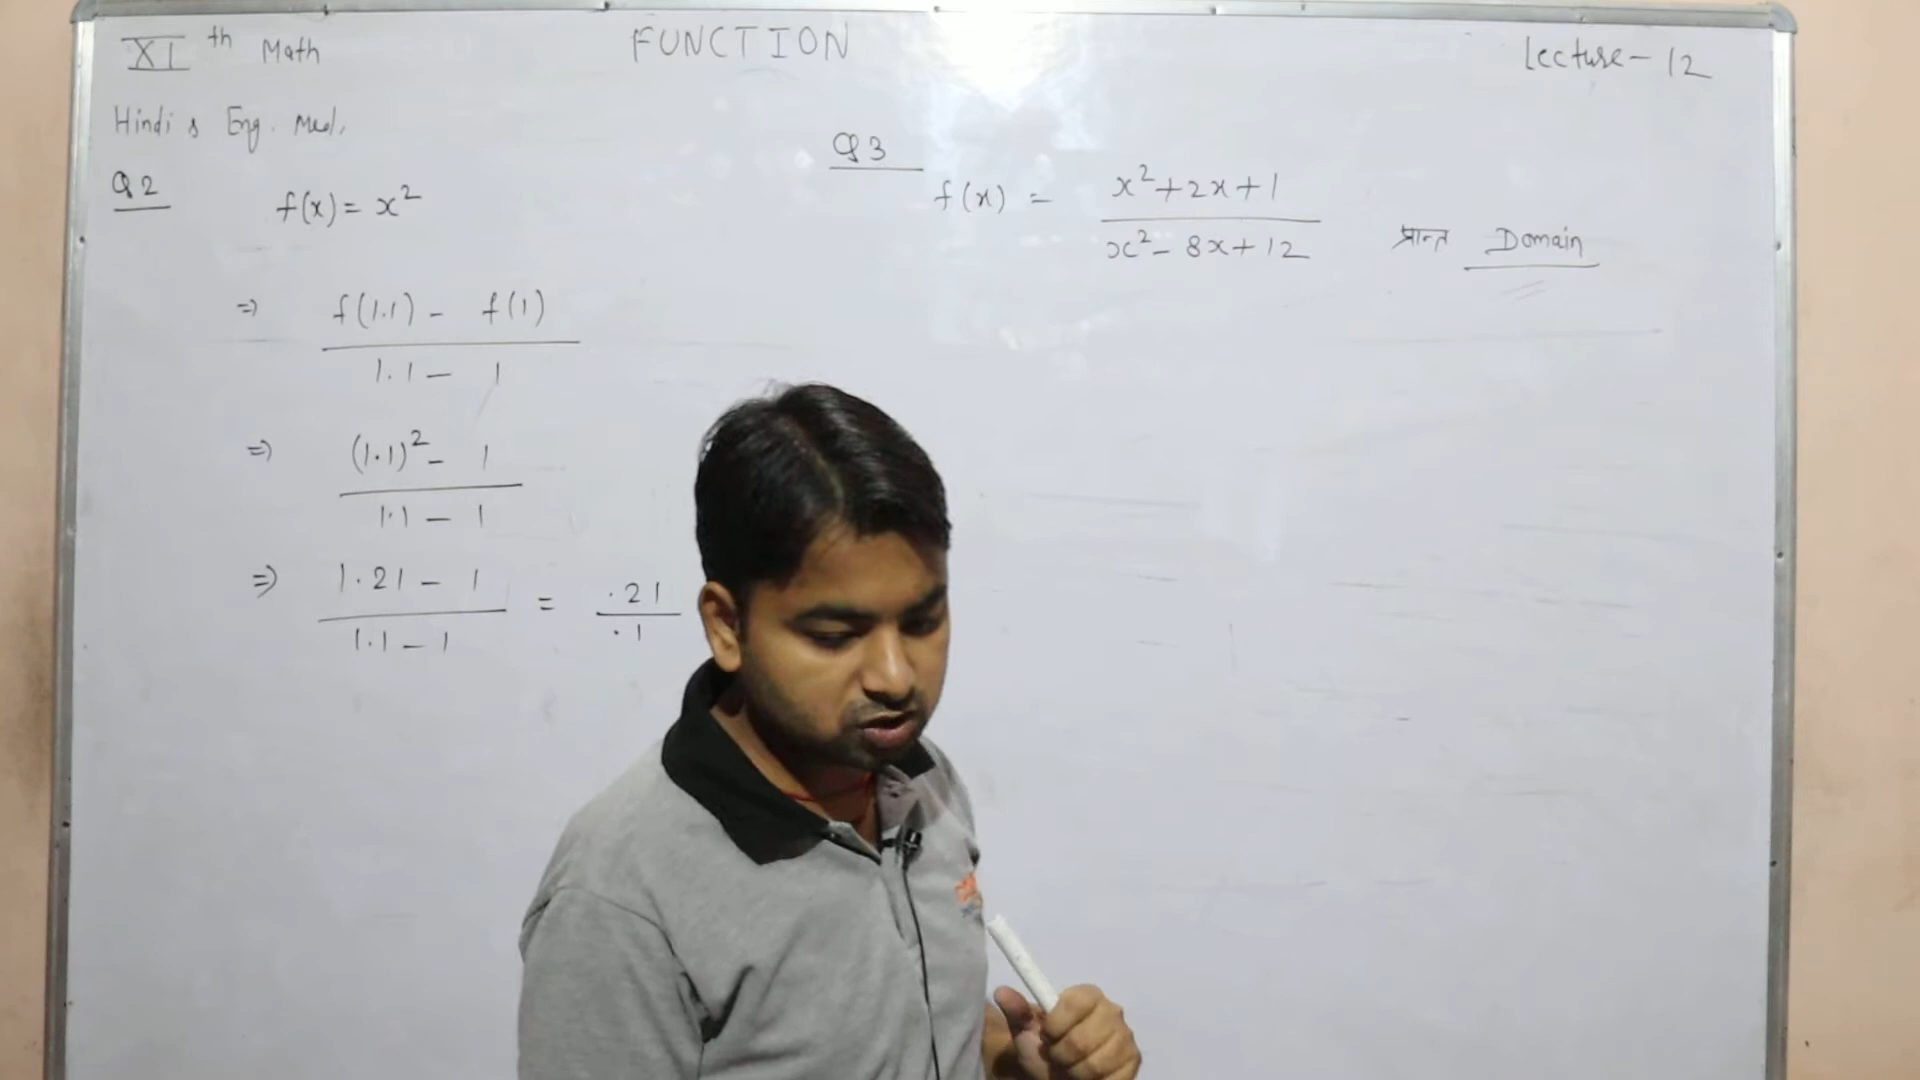 XI th Math
FUNCTION
Lecture-12
Hindi & Eng. Med.
Q2
f(x) = x²
=> f(1.1) - f(1)
1.1 - 1
=> (1.1)² - 1
1.1 - 1
=> 1.21 - 1 = .21
1.1 - 1 .1
Q3
f(x) = x²+2x+1
x²-8x+12
प्रान्त Domain